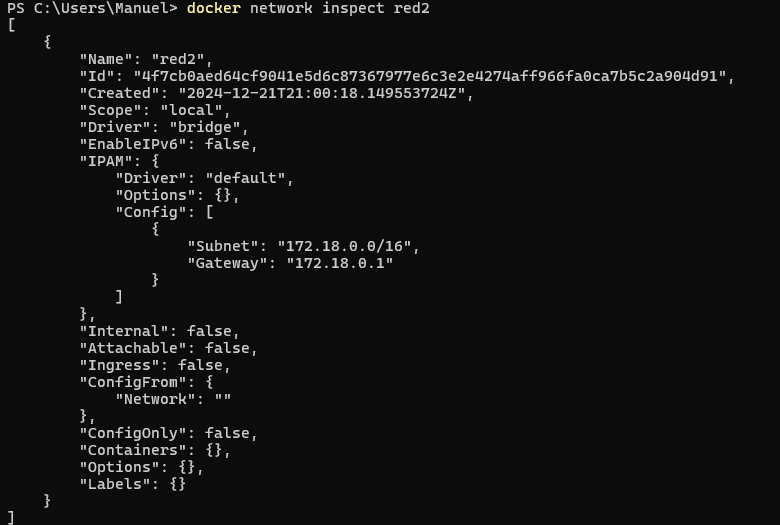 PS C:\Users\Manuel> docker network inspect red2
[
    {
        "Name": "red2",
        "Id": "4f7cb0aed64cf9041e5d6c87367977e6c3e2e4274aff966fa0ca7b5c2a904d91",
        "Created": "2024-12-21T21:00:18.149553724Z",
        "Scope": "local",
        "Driver": "bridge",
        "EnableIPv6": false,
        "IPAM": {
            "Driver": "default",
            "Options": {},
            "Config": [
                {
                    "Subnet": "172.18.0.0/16",
                    "Gateway": "172.18.0.1"
                }
            ]
        },
        "Internal": false,
        "Attachable": false,
        "Ingress": false,
        "ConfigFrom": {
            "Network": ""
        },
        "ConfigOnly": false,
        "Containers": {},
        "Options": {},
        "Labels": {}
    }
]